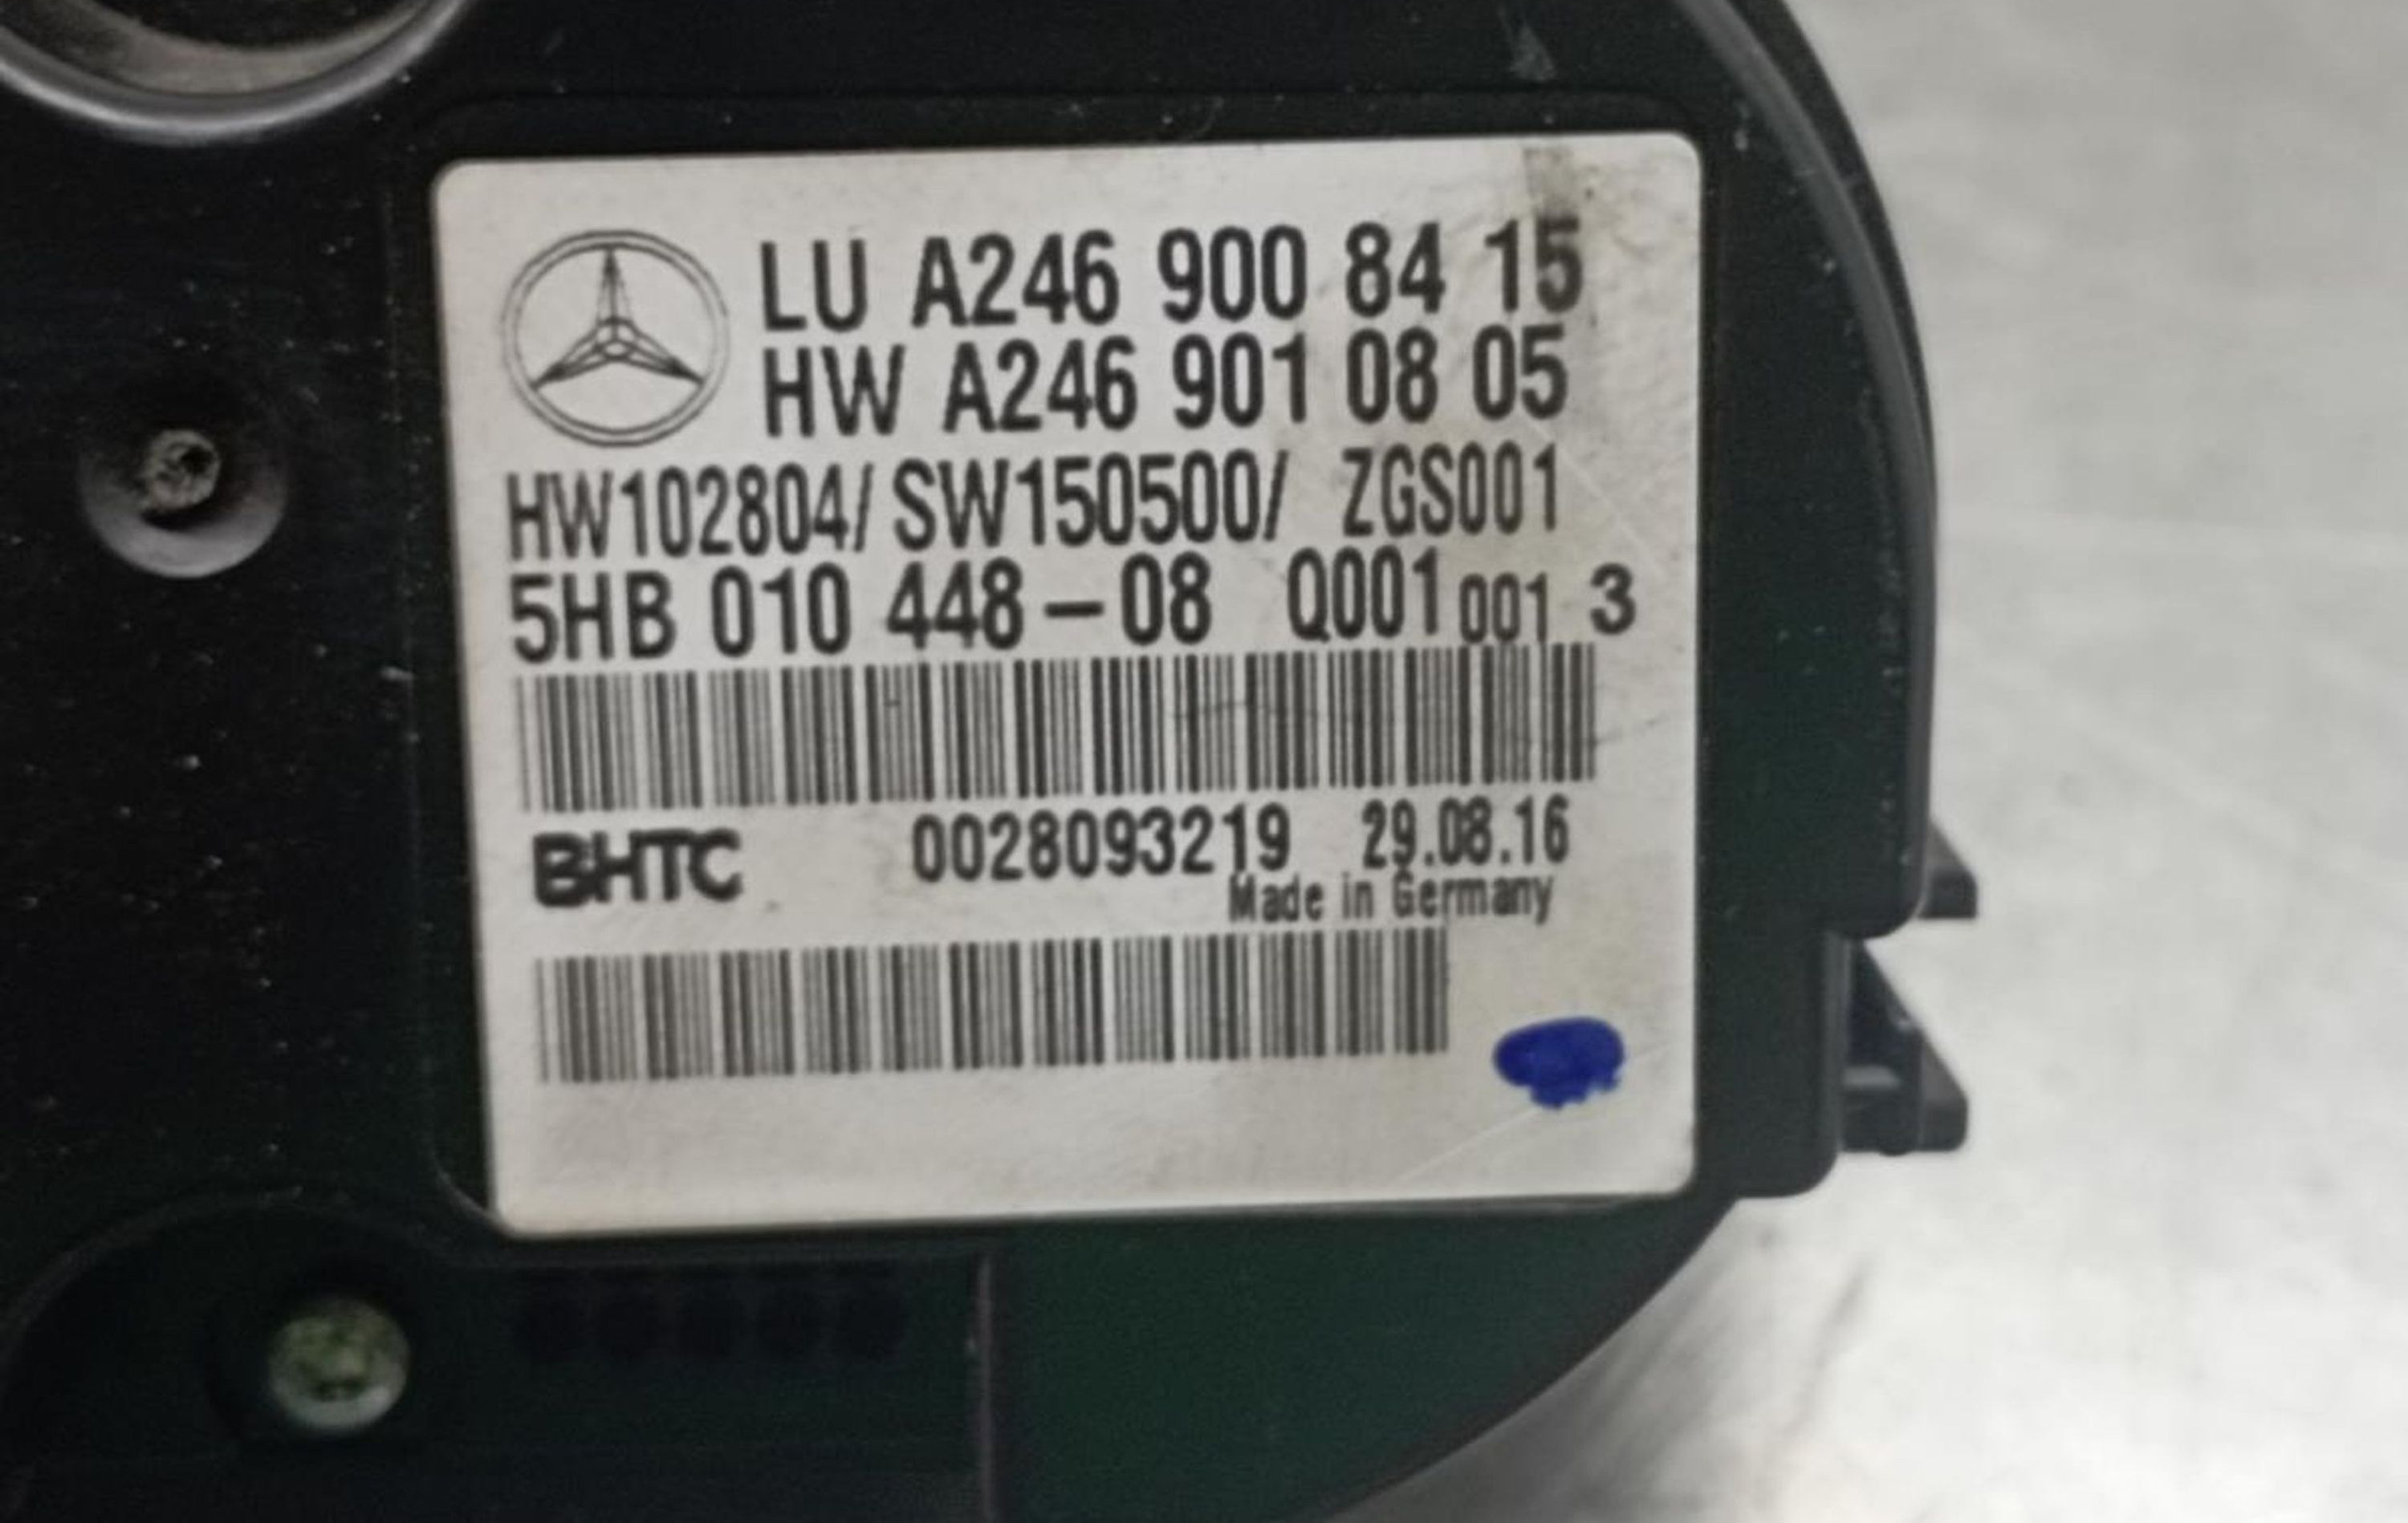 LU A246 900 84 15
HW A246 901 08 05
HW102804/ SW150500/ ZGS001
5HB 010 448-08 Q001 001 3
BHTC 0028093219 29.08.16
Made in Germany